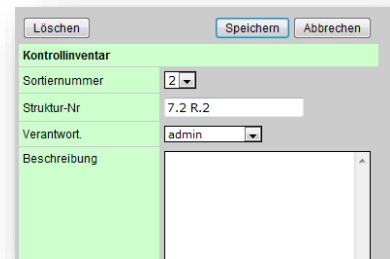 Löschen Speichern Abbrechen
Kontrollinventar
Sortiernummer 2
Struktur-Nr 7.2 R.2
Verantwort. admin
Beschreibung